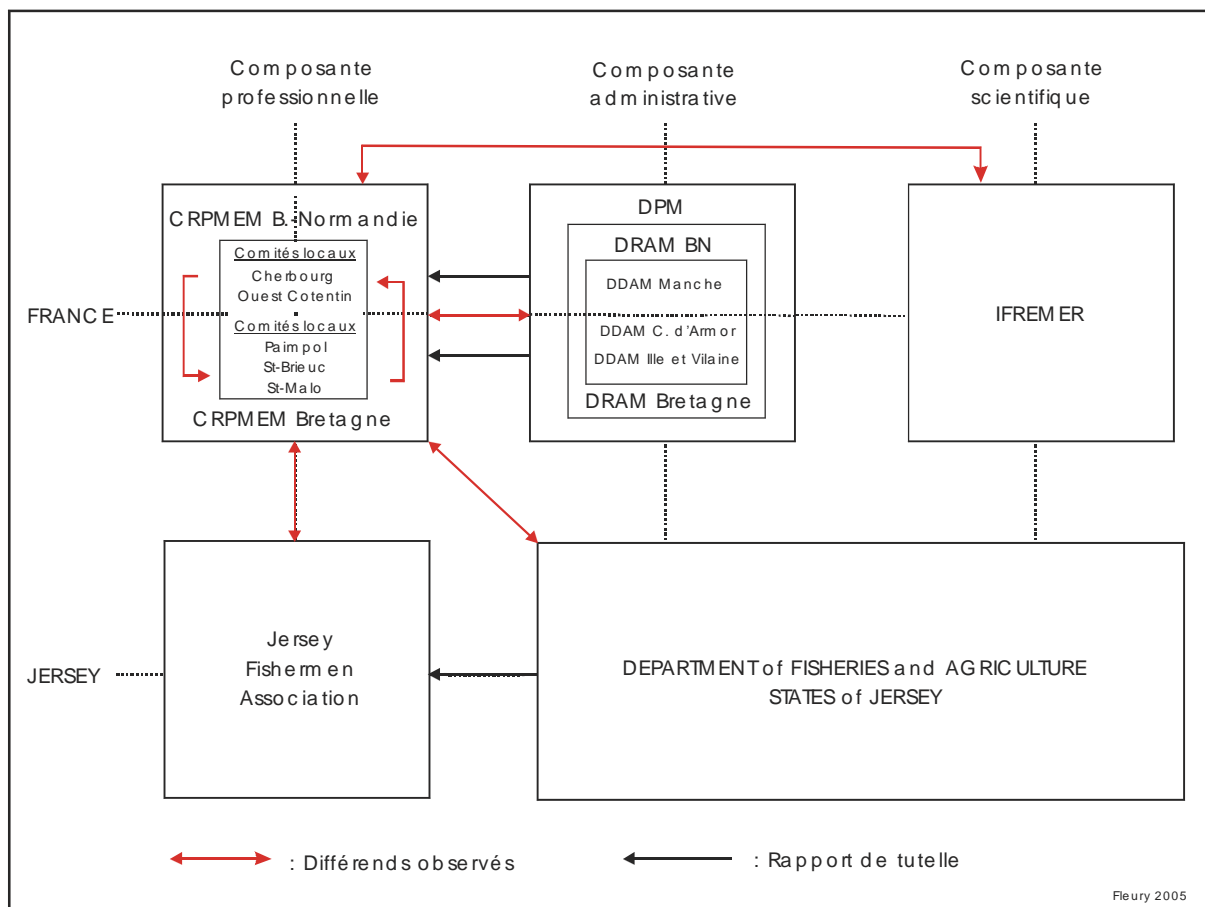 Composante
professionnelle
Composante
administrative
Composante
scientifique
FRANCE
CRPMEM B.-Normandie
Comités locaux
Cherbourg
Ouest Cotentin
Comités locaux
Paimpol
St-Brieuc
St-Malo
CRPMEM Bretagne
DPM
DRAM BN
DDAM Manche
DDAM C. d'Armor
DDAM Ille et Vilaine
DRAM Bretagne
IFREMER
JERSEY
Jersey
Fishermen
Association
DEPARTMENT of FISHERIES and AGRICULTURE
STATES of JERSEY
: Différends observés
: Rapport de tutelle
Fleury 2005